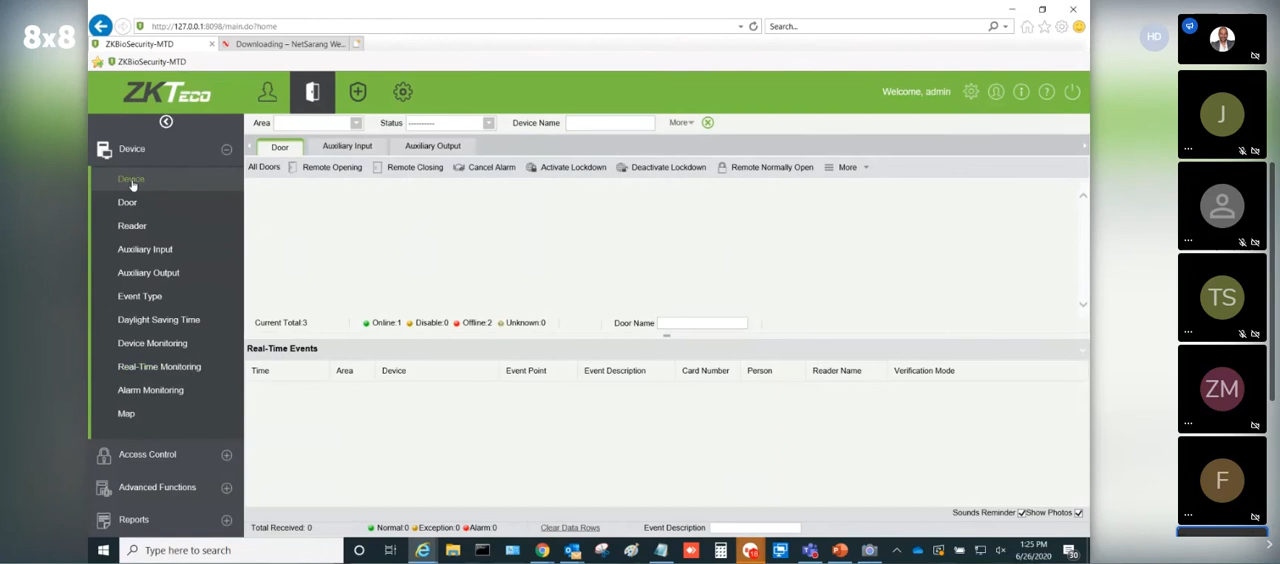 8x8
http://127.0.0.1:8098/main.do?home
Search...
ZKBioSecurity-MTD
Downloading – NetSarang We...
ZKBioSecurity-MTD
ZKTeco
Welcome, admin
Area
Status
----------
Device Name
More
Device
Door
Auxiliary Input
Auxiliary Output
All Doors
Remote Opening
Remote Closing
Cancel Alarm
Activate Lockdown
Deactivate Lockdown
Remote Normally Open
More
Device
Door
Reader
Auxiliary Input
Auxiliary Output
Event Type
Daylight Saving Time
Device Monitoring
Real-Time Monitoring
Alarm Monitoring
Map
Access Control
Advanced Functions
Reports
Current Total:3
Online:1
Disable:0
Offline:2
Unknown:0
Door Name
Real-Time Events
Time
Area
Device
Event Point
Event Description
Card Number
Person
Reader Name
Verification Mode
Sounds Reminder
Show Photos
Total Received: 0
Normal:0
Exception:0
Alarm:0
Clear Data Rows
Event Description
Type here to search
1:25 PM
6/26/2020
30
18
HD
J
TS
ZM
F